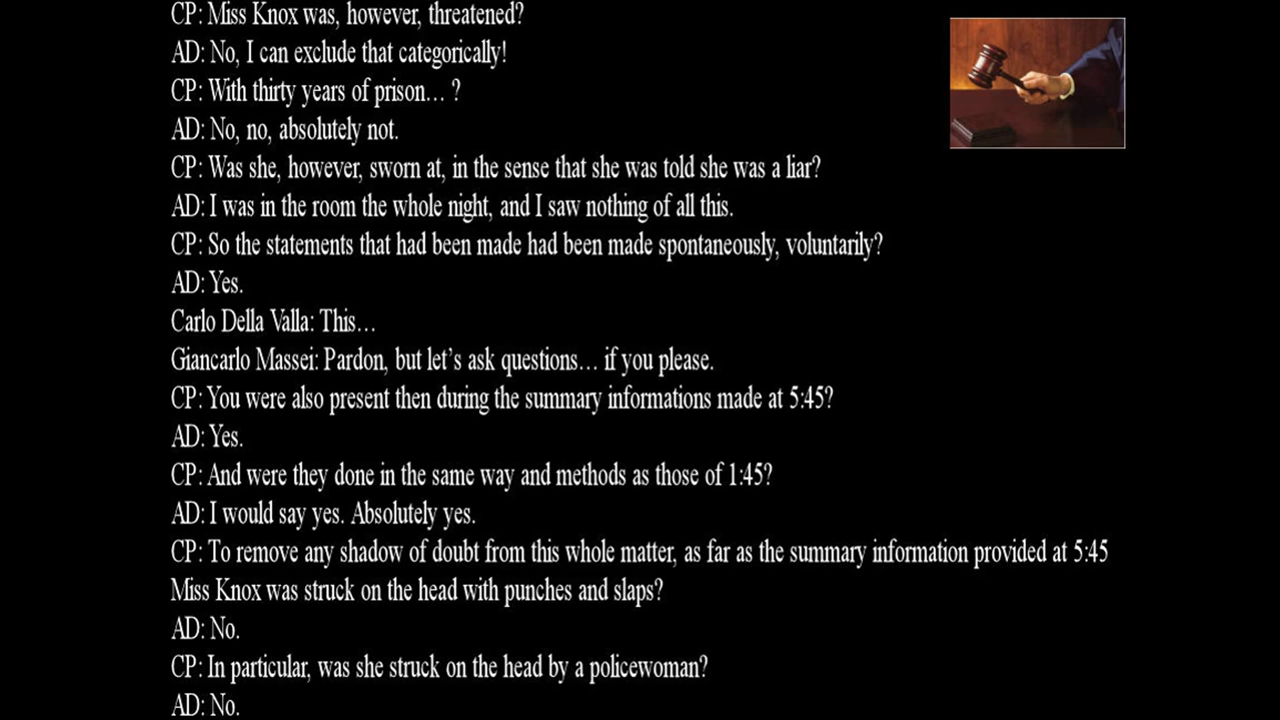 CP: Miss Knox was, however, threatened?
AD: No, I can exclude that categorically!
CP: With thirty years of prison… ?
AD: No, no, absolutely not.
CP: Was she, however, sworn at, in the sense that she was told she was a liar?
AD: I was in the room the whole night, and I saw nothing of all this.
CP: So the statements that had been made had been made spontaneously, voluntarily?
AD: Yes.
Carlo Della Valla: This…
Giancarlo Massei: Pardon, but let’s ask questions… if you please.
CP: You were also present then during the summary informations made at 5:45?
AD: Yes.
CP: And were they done in the same way and methods as those of 1:45?
AD: I would say yes. Absolutely yes.
CP: To remove any shadow of doubt from this whole matter, as far as the summary information provided at 5:45
Miss Knox was struck on the head with punches and slaps?
AD: No.
CP: In particular, was she struck on the head by a policewoman?
AD: No.